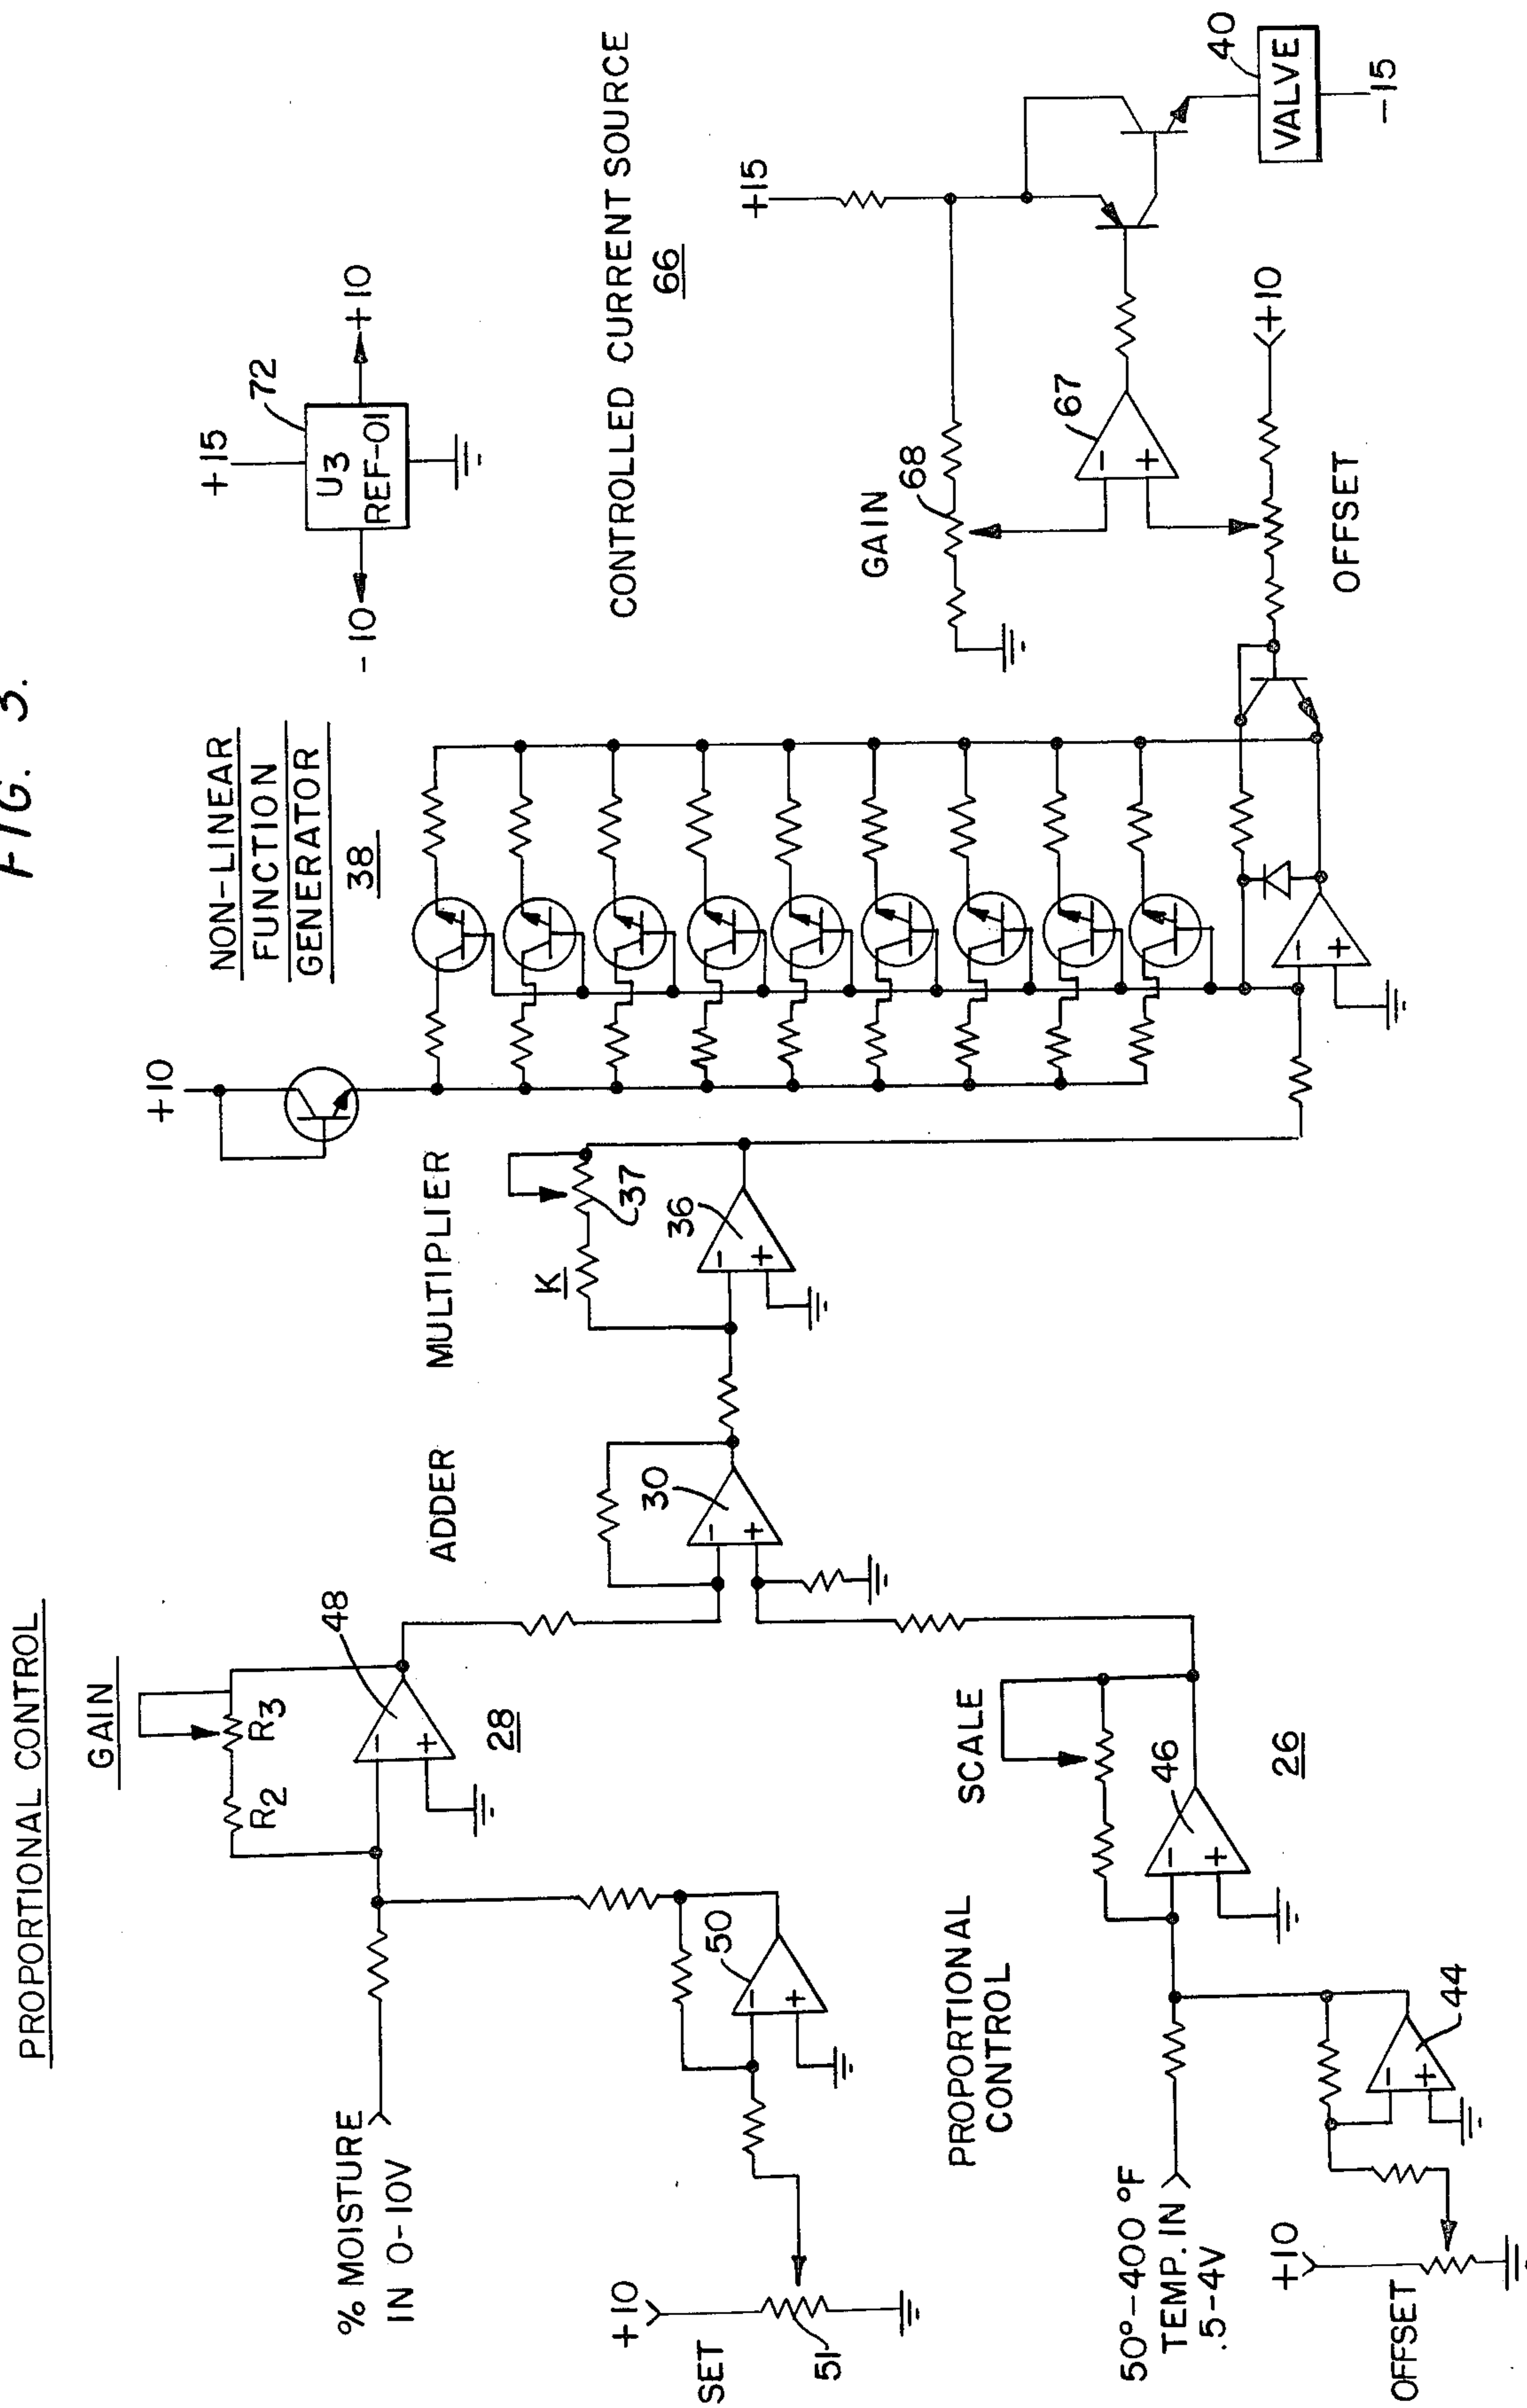 FIG. 3.
PROPORTIONAL CONTROL
GAIN
R2
R3
48
28
% MOISTURE
IN 0-10V
+10
SET
51
50
PROPORTIONAL
CONTROL
SCALE
46
26
50°-400 °F
TEMP. IN
.5-4V
+10
OFFSET
44
ADDER
30
MULTIPLIER
K
37
36
+10
NON-LINEAR
FUNCTION
GENERATOR
38
+15
72
U3
REF-01
-10
+10
CONTROLLED CURRENT SOURCE
66
+15
GAIN
68
67
+10
OFFSET
40
VALVE
-15
- +
- +
- +
- +
- +
- +
- +
- +